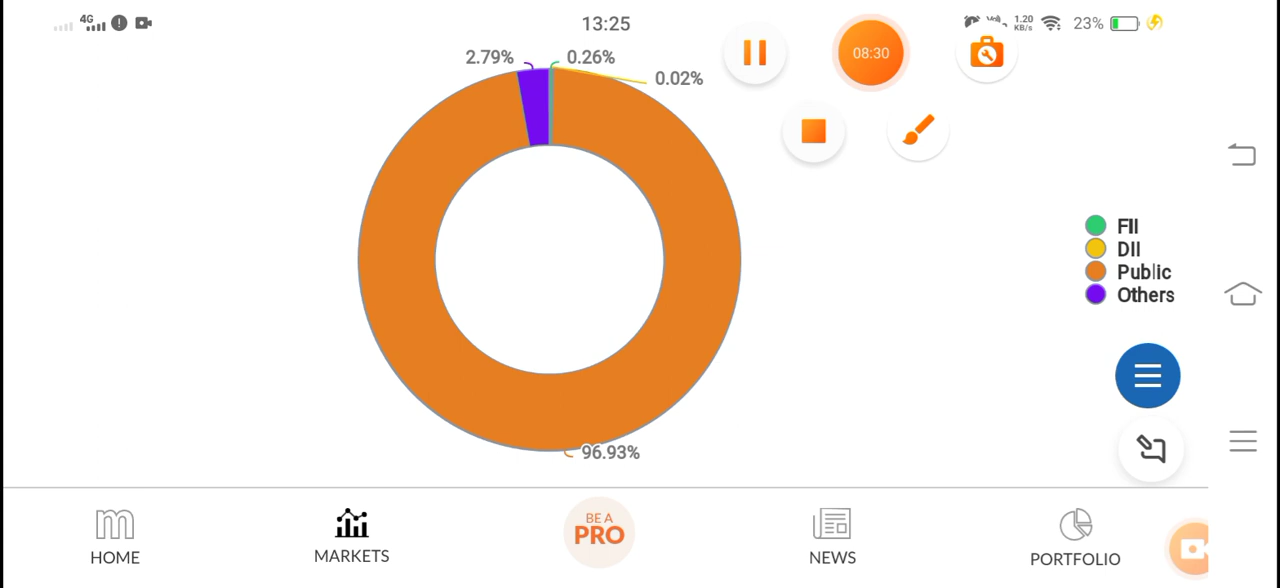 4G
13:25
1.20
KB/s
23%
2.79%
0.26%
0.02%
08:30
FII
DII
Public
Others
96.93%
HOME
MARKETS
BE A
PRO
NEWS
PORTFOLIO